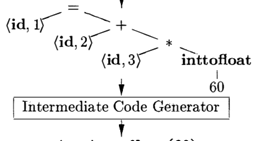 =
⟨id, 1⟩ +
⟨id, 2⟩ *
⟨id, 3⟩ inttofloat
60
Intermediate Code Generator